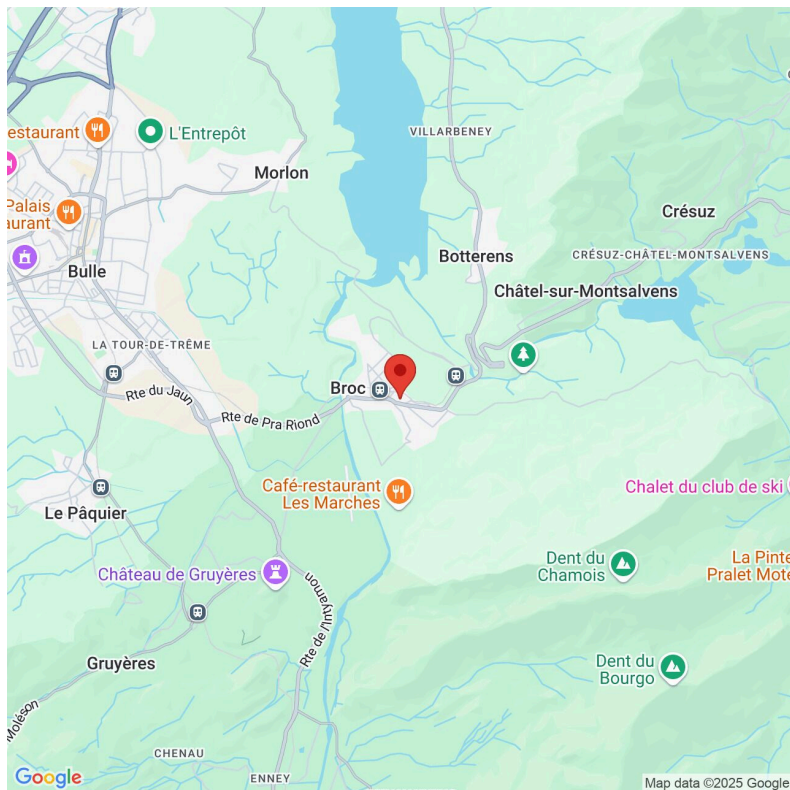 VILLARBENEY
estaurant
L'Entrepôt
Morlon
Palais
aurant
Crésuz
Botterens
CRÉSUZ-CHÂTEL-MONTSALVENS
Bulle
Châtel-sur-Montsalvens
LA TOUR-DE-TRÊME
Rte du Jaun
Broc
Rte de Pra Riond
Café-restaurant
Les Marches
Chalet du club de ski
Le Pâquier
Dent du
Chamois
La Pinte
Pralet Mote
Château de Gruyères
Rte de l'Intyamon
Gruyères
Dent du
Bourgo
Moléson
CHENAU
ENNEY
Google
Map data ©2025 Google